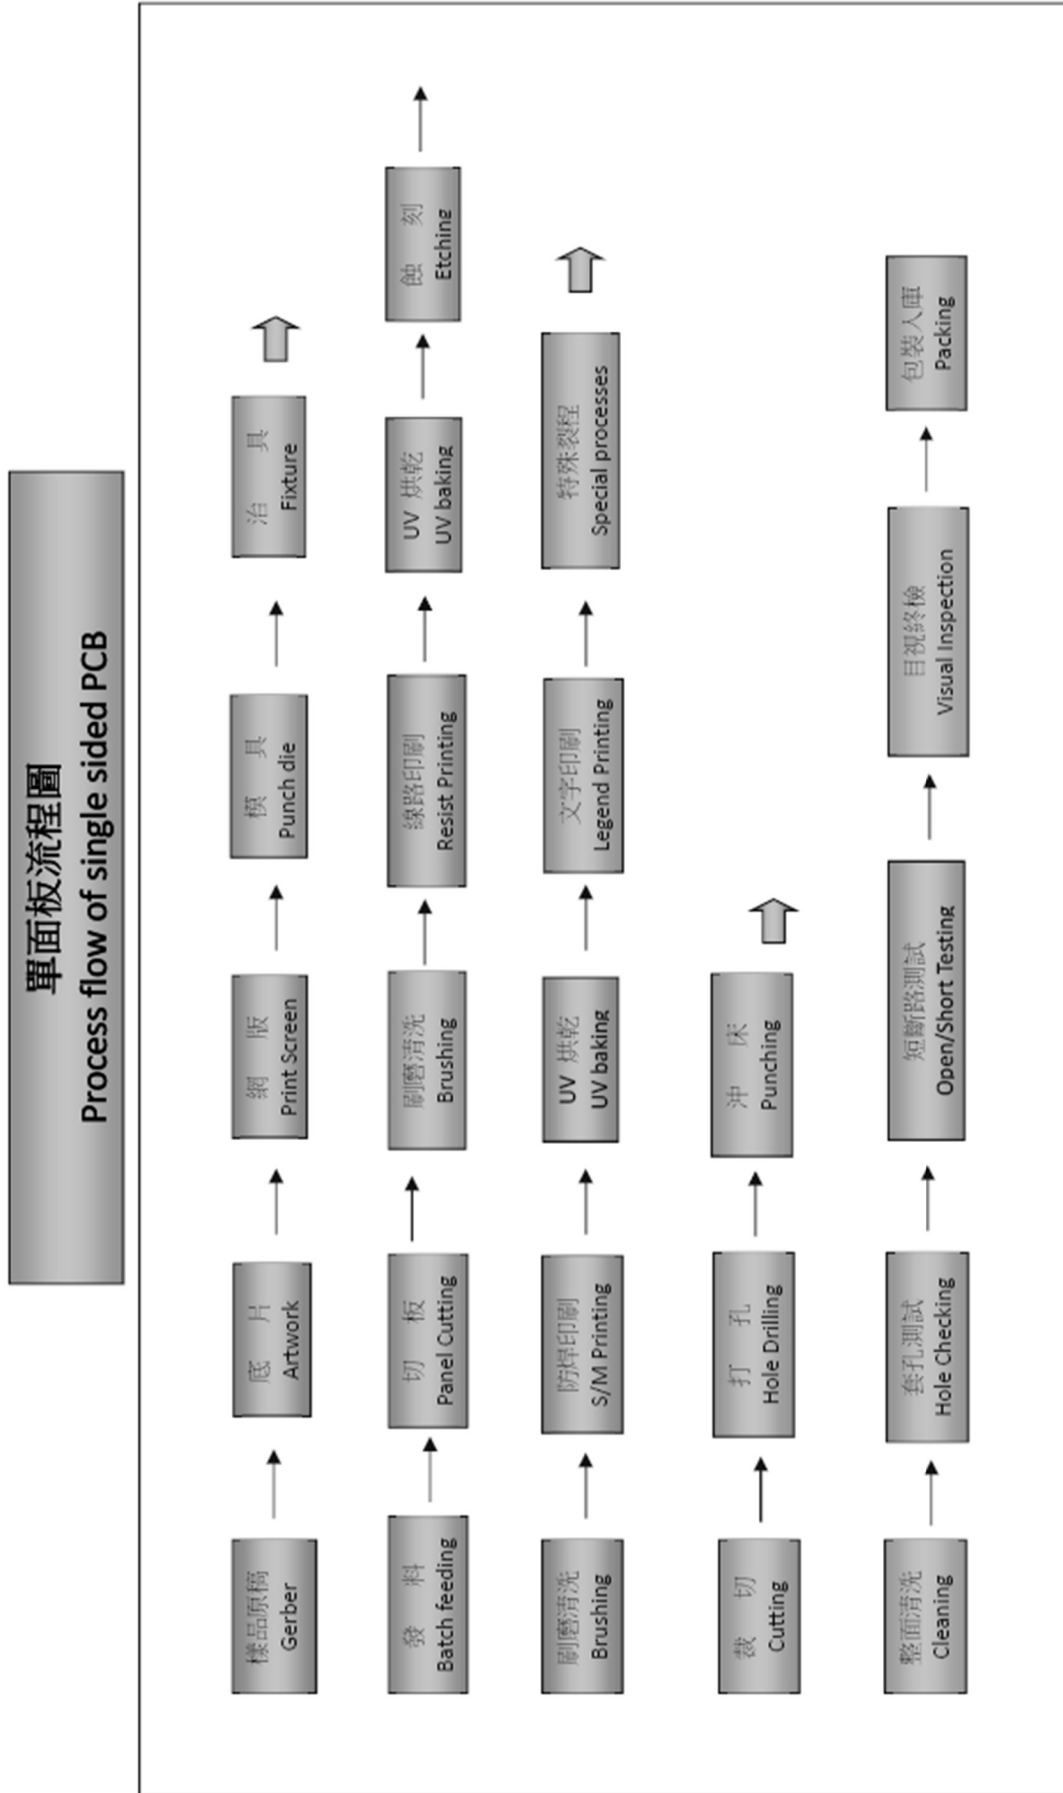 單面板流程圖
Process flow of single sided PCB
樣品原稿
Gerber
底 片
Artwork
網 版
Print Screen
模 具
Punch die
治 具
Fixture
發 料
Batch feeding
切 板
Panel Cutting
刷磨清洗
Brushing
線路印刷
Resist Printing
UV 烘乾
UV baking
蝕 刻
Etching
刷磨清洗
Brushing
防焊印刷
S/M Printing
UV 烘乾
UV baking
文字印刷
Legend Printing
特殊裂程
Special processes
裁 切
Cutting
打 孔
Hole Drilling
沖 床
Punching
整面清洗
Cleaning
套孔測試
Hole Checking
短斷路測試
Open/Short Testing
目視終檢
Visual Inspection
包裝人庫
Packing